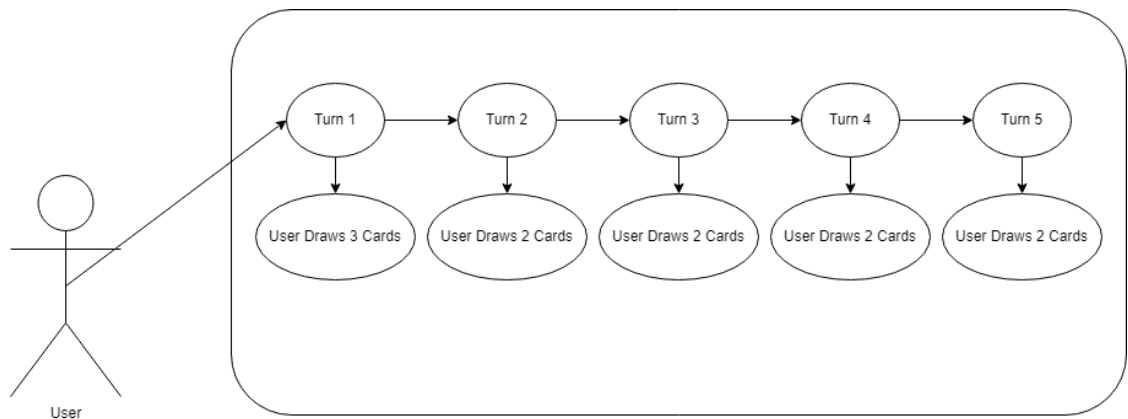 Turn 1
Turn 2
Turn 3
Turn 4
Turn 5
User Draws 3 Cards
User Draws 2 Cards
User Draws 2 Cards
User Draws 2 Cards
User Draws 2 Cards
User